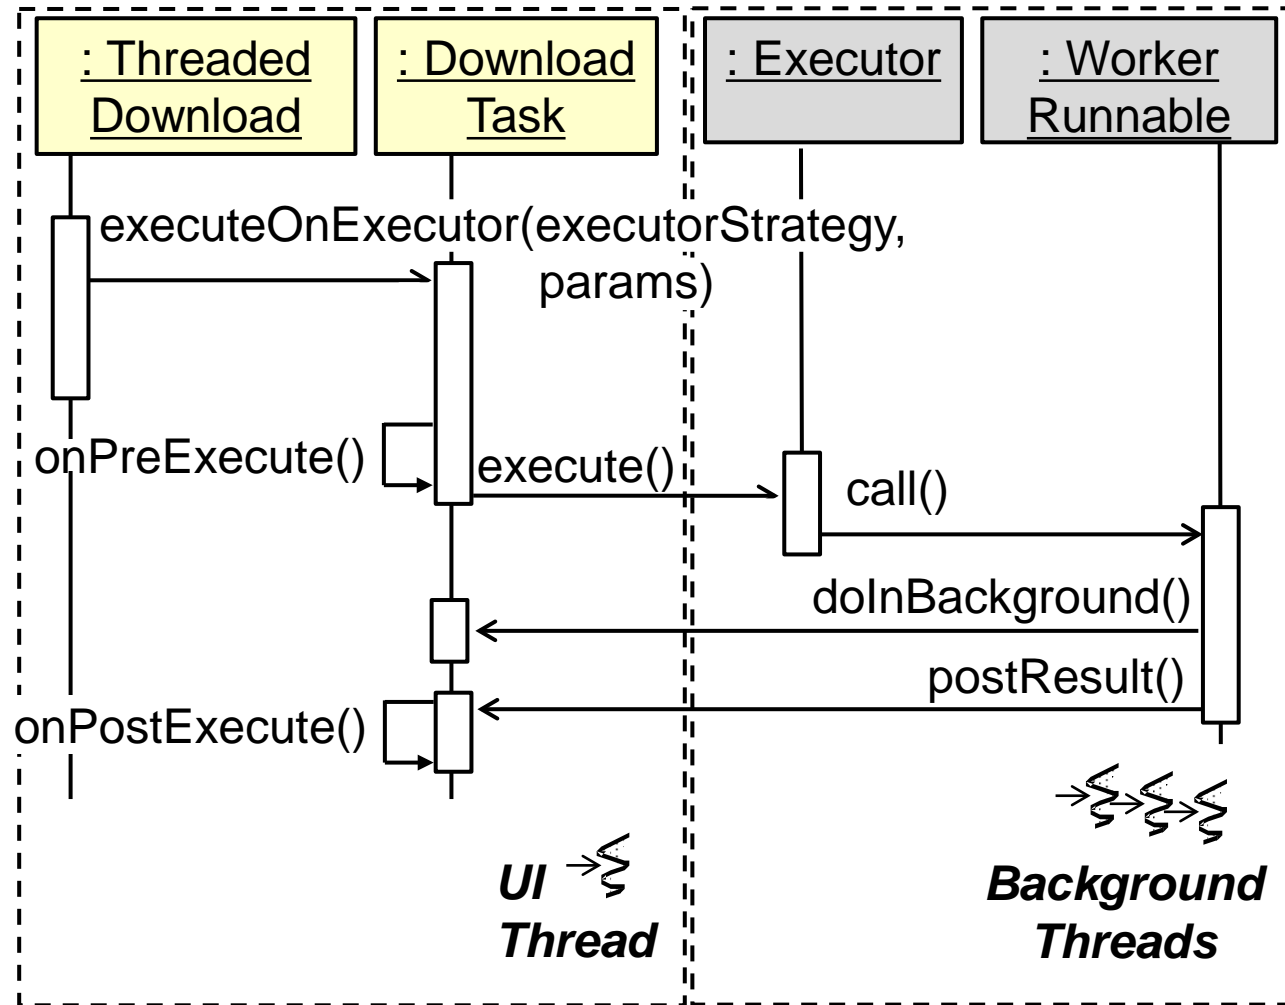 : Threaded
Download
: Download
Task
: Executor
: Worker
Runnable
executeOnExecutor(executorStrategy,
params)
onPreExecute()
execute()
call()
doInBackground()
postResult()
onPostExecute()
UI
Thread
Background
Threads